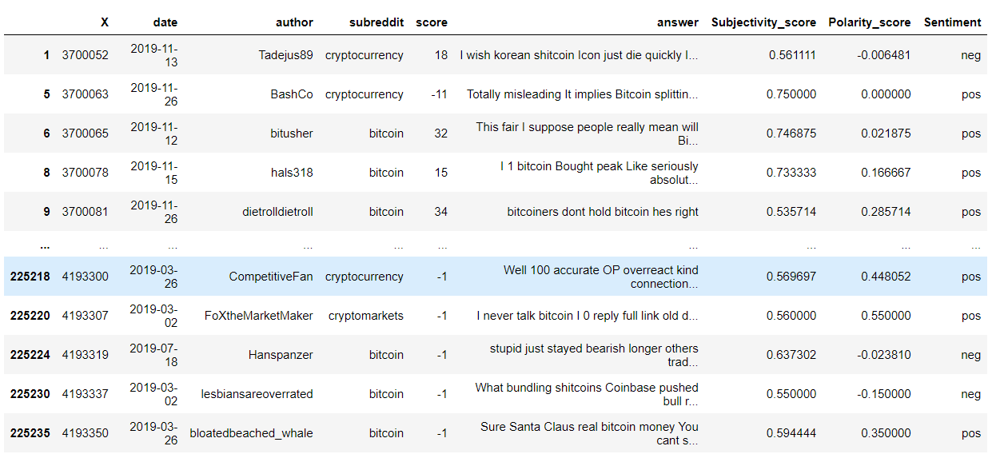 X date author subreddit score answer Subjectivity_score Polarity_score Sentiment
1 3700052 2019-11-13 Tadejus89 cryptocurrency 18 I wish korean shitcoin Icon just die quickly I... 0.561111 -0.006481 neg
5 3700063 2019-11-26 BashCo cryptocurrency -11 Totally misleading It implies Bitcoin splittin... 0.750000 0.000000 pos
6 3700065 2019-11-12 bitusher bitcoin 32 This fair I suppose people really mean will Bi... 0.746875 0.021875 pos
8 3700078 2019-11-15 hals318 bitcoin 15 I 1 bitcoin Bought peak Like seriously absolut... 0.733333 0.166667 pos
9 3700081 2019-11-26 dietrolldietroll bitcoin 34 bitcoiners dont hold bitcoin hes right 0.535714 0.285714 pos
... ... ... ... ... ... ... ... ... ...
225218 4193300 2019-03-26 CompetitiveFan cryptocurrency -1 Well 100 accurate OP overreact kind connection... 0.569697 0.448052 pos
225220 4193307 2019-03-02 FoXtheMarketMaker cryptomarkets -1 I never talk bitcoin I 0 reply full link old d... 0.560000 0.550000 pos
225224 4193319 2019-07-18 Hanspanzer bitcoin -1 stupid just stayed bearish longer others trad... 0.637302 -0.023810 neg
225230 4193337 2019-03-02 lesbiansareoverrated bitcoin -1 What bundling shitcoins Coinbase pushed bull r... 0.550000 -0.150000 neg
225235 4193350 2019-03-26 bloatedbeached_whale bitcoin -1 Sure Santa Claus real bitcoin money You cant s... 0.594444 0.350000 pos